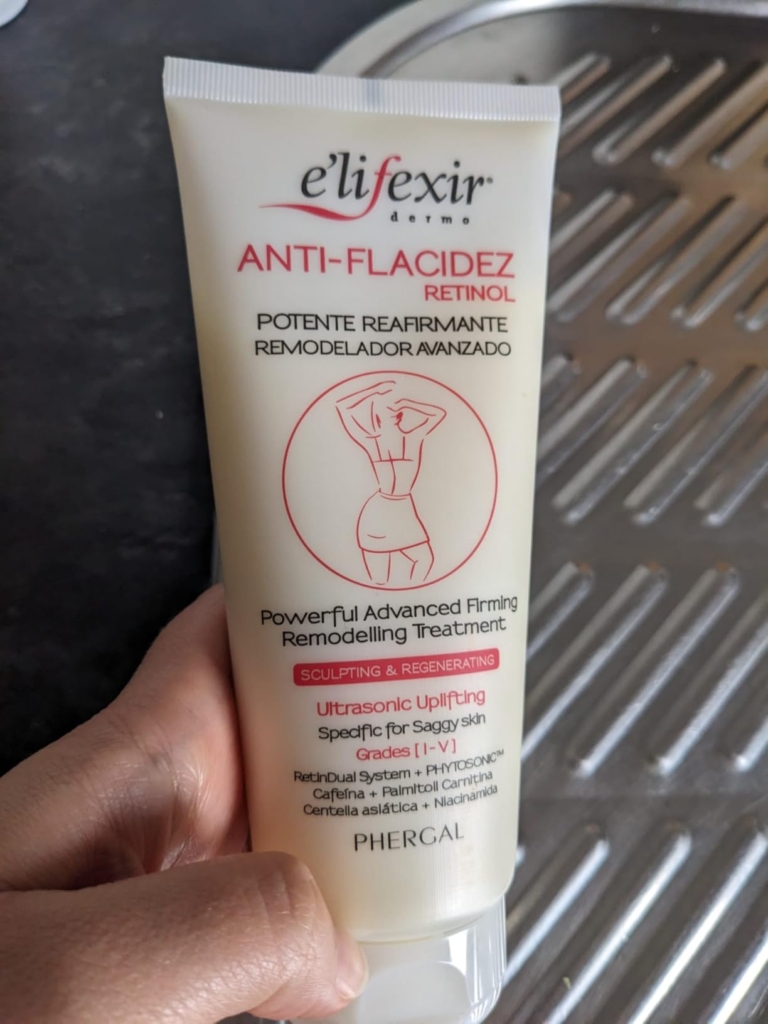 e'lifexir®
dermo
ANTI-FLACIDEZ
RETINOL
POTENTE REAFIRMANTE
REMODELADOR AVANZADO
Powerful Advanced Firming
Remodelling Treatment
SCULPTING & REGENERATING
Ultrasonic Uplifting
Specific for Saggy skin
Grades [ I - V ]
RetinDual System + PHYTOSONIC™
Cafeína + Palmitoil Carnitina
Centella asiática + Niacinamida
PHERGAL